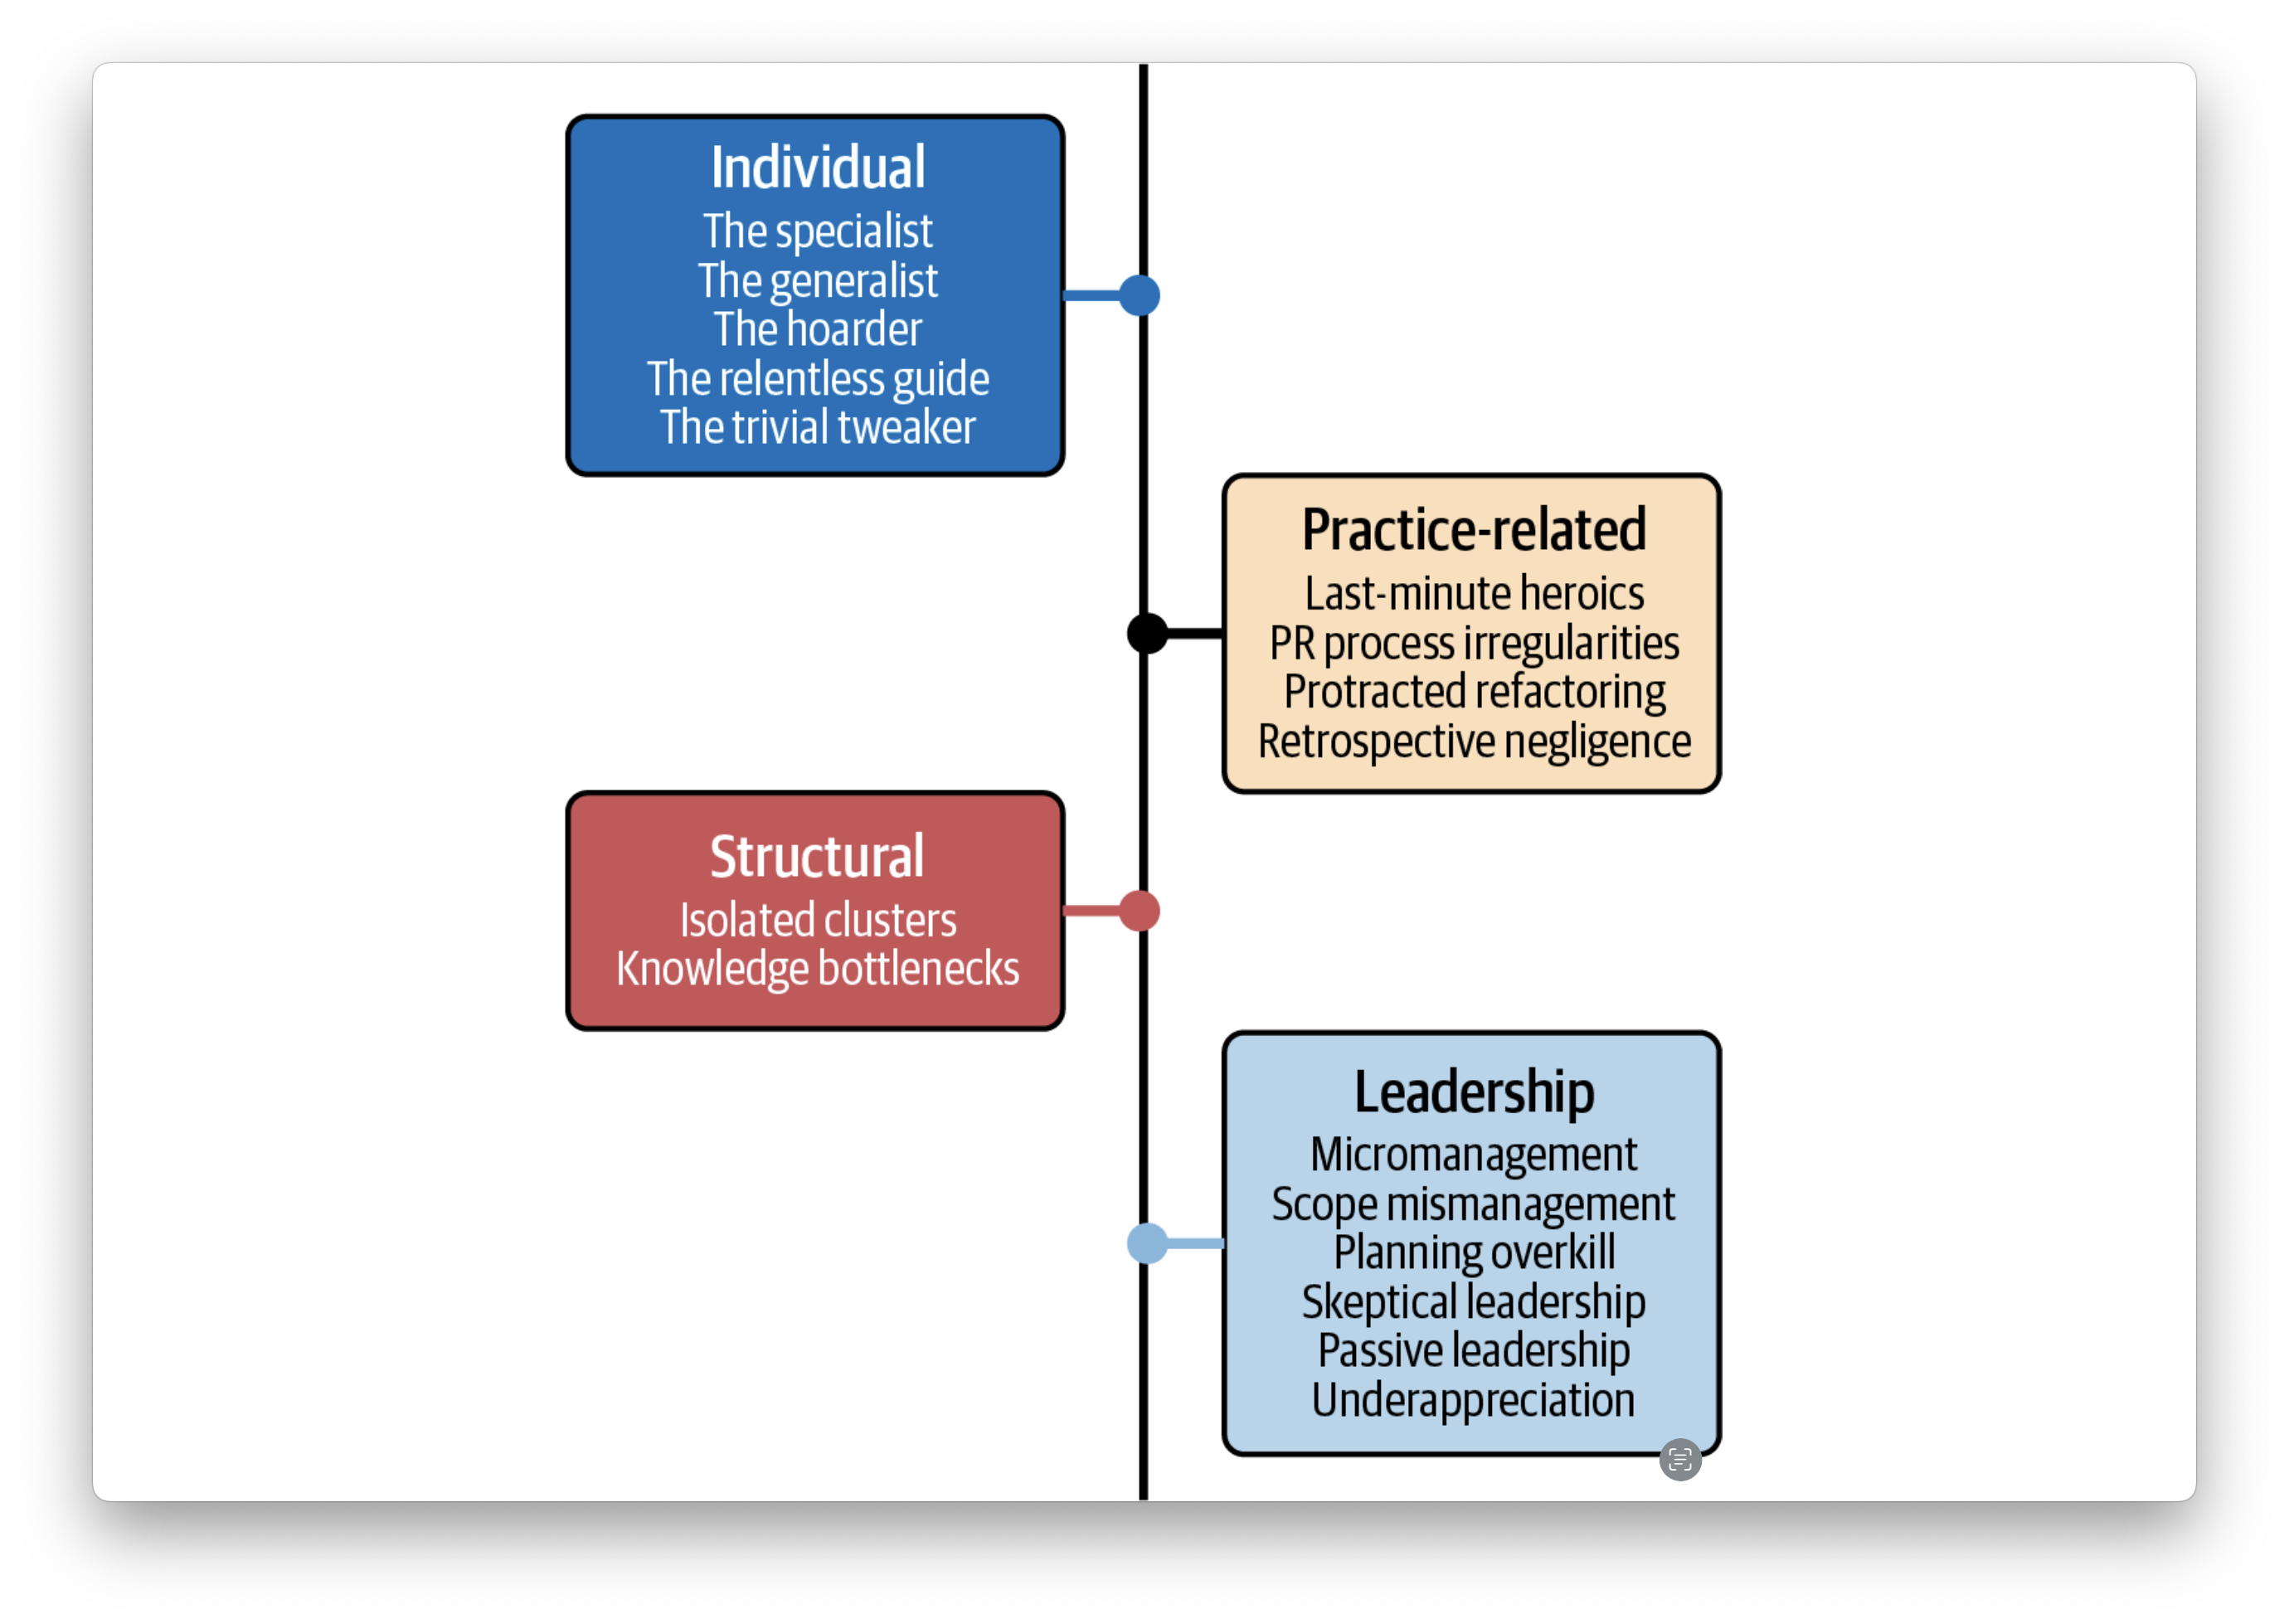 Individual
The specialist
The generalist
The hoarder
The relentless guide
The trivial tweaker
Practice-related
Last-minute heroics
PR process irregularities
Protracted refactoring
Retrospective negligence
Structural
Isolated clusters
Knowledge bottlenecks
Leadership
Micromanagement
Scope mismanagement
Planning overkill
Skeptical leadership
Passive leadership
Underappreciation